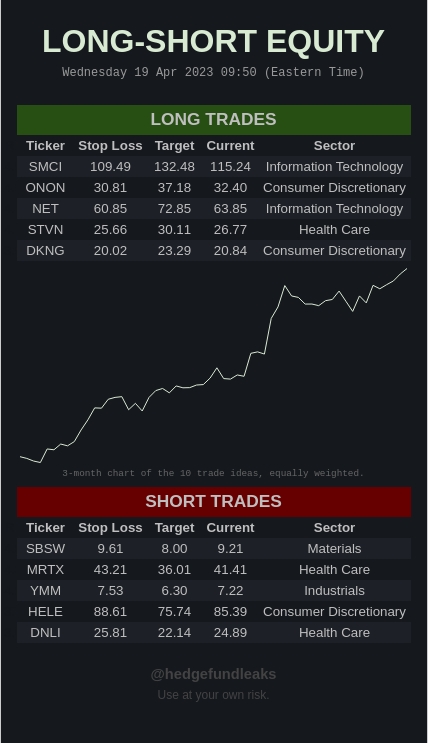 LONG-SHORT EQUITY
Wednesday 19 Apr 2023 09:50 (Eastern Time)
LONG TRADES
Ticker Stop Loss Target Current Sector
SMCI 109.49 132.48 115.24 Information Technology
ONON 30.81 37.18 32.40 Consumer Discretionary
NET 60.85 72.85 63.85 Information Technology
STVN 25.66 30.11 26.77 Health Care
DKNG 20.02 23.29 20.84 Consumer Discretionary
3-month chart of the 10 trade ideas, equally weighted.
SHORT TRADES
Ticker Stop Loss Target Current Sector
SBSW 9.61 8.00 9.21 Materials
MRTX 43.21 36.01 41.41 Health Care
YMM 7.53 6.30 7.22 Industrials
HELE 88.61 75.74 85.39 Consumer Discretionary
DNLI 25.81 22.14 24.89 Health Care
@hedgefundleaks
Use at your own risk.